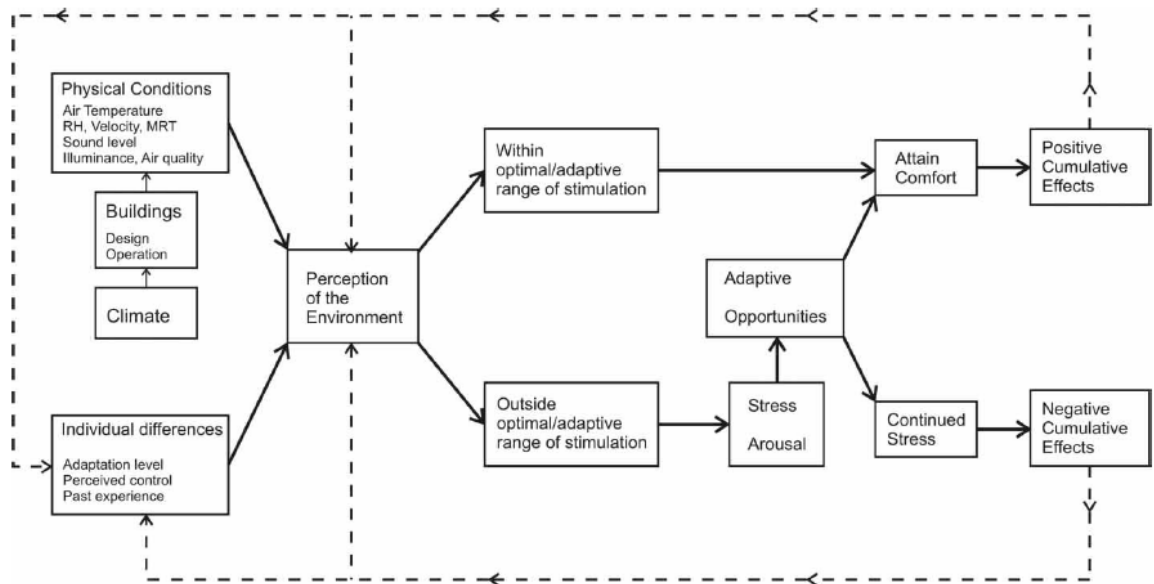 Physical Conditions
Air Temperature
RH, Velocity, MRT
Sound level
Illuminance, Air quality
Buildings
Design
Operation
Climate
Individual differences
Adaptation level
Perceived control
Past experience
Perception
of the
Environment
Within
optimal/adaptive
range of stimulation
Outside
optimal/adaptive
range of stimulation
Stress
Arousal
Adaptive
Opportunities
Attain
Comfort
Continued
Stress
Positive
Cumulative
Effects
Negative
Cumulative
Effects